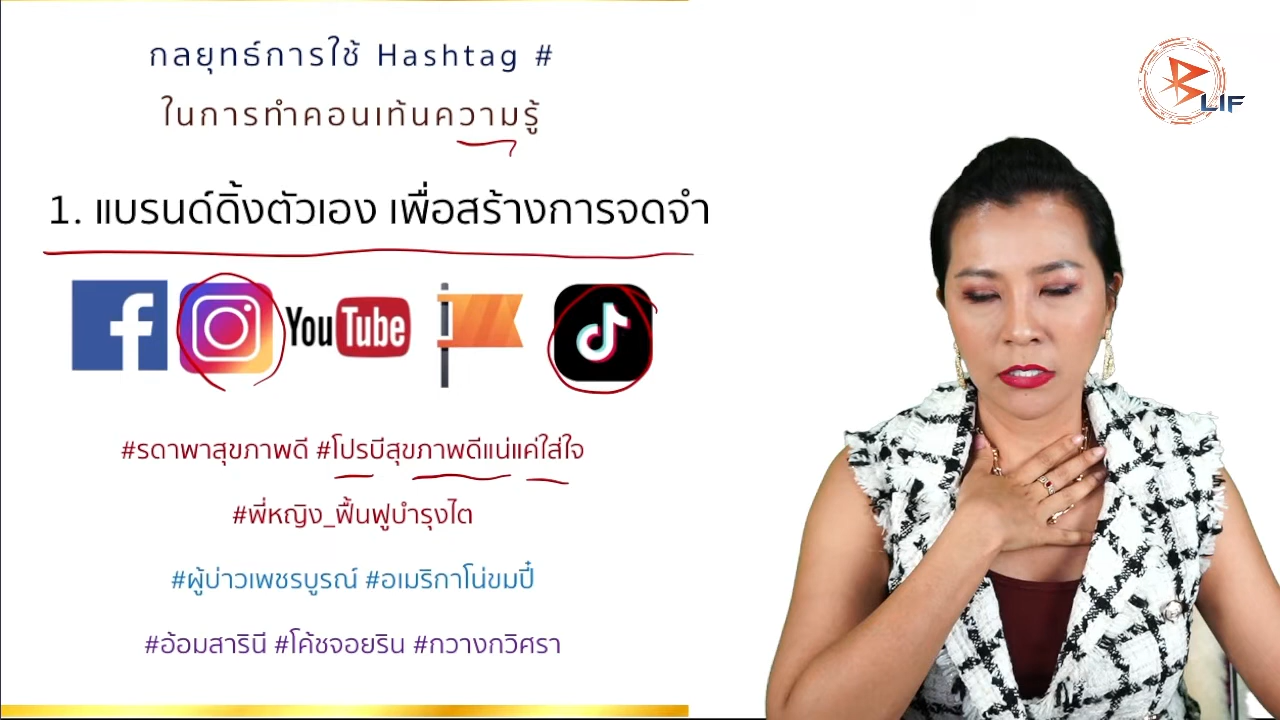 กลยุทธ์การใช้ Hashtag #
ในการทำคอนเท้นความรู้
1. แบรนด์ดิ้งตัวเอง เพื่อสร้างการจดจำ
YouTube
#รดาพาสุขภาพดี #โปรบีสุขภาพดีแน่แค่ใส่ใจ
#พี่หญิง_ฟื้นฟูบำรุงไต
#ผู้บ่าวเพชรบูรณ์ #อเมริกาโน่ขมปี๋
#อ้อมสารินี #โค้ชจอยริน #กวางกวิศรา
B LIF